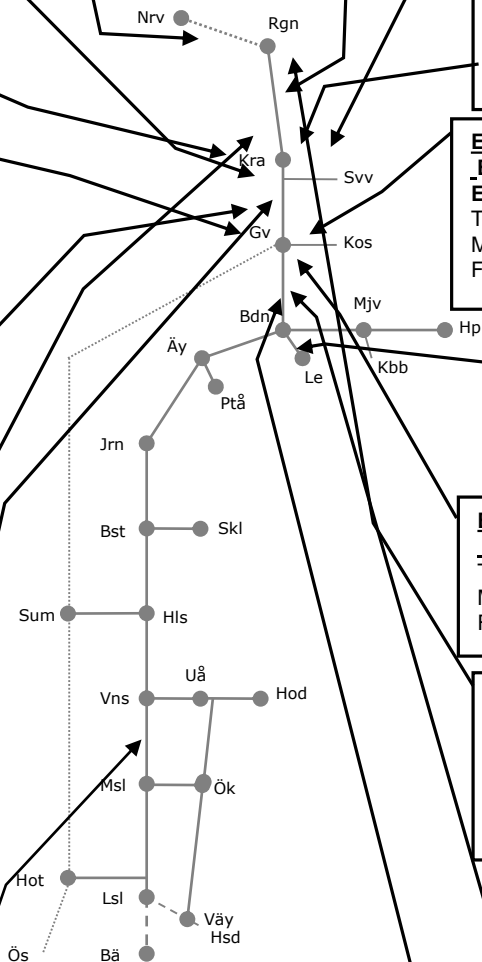 Nrv
Rgn
Kra
Svv
E
E
E
T
M
F
Gv
Kos
Bdn
Mjv
Hp
Äy
Le
Kbb
Ptå
Jrn
Bst
Skl
Sum
Hls
Uå
Vns
Hod
Msl
Ök
Hot
Lsl
Väy
Hsd
Ös
Bä